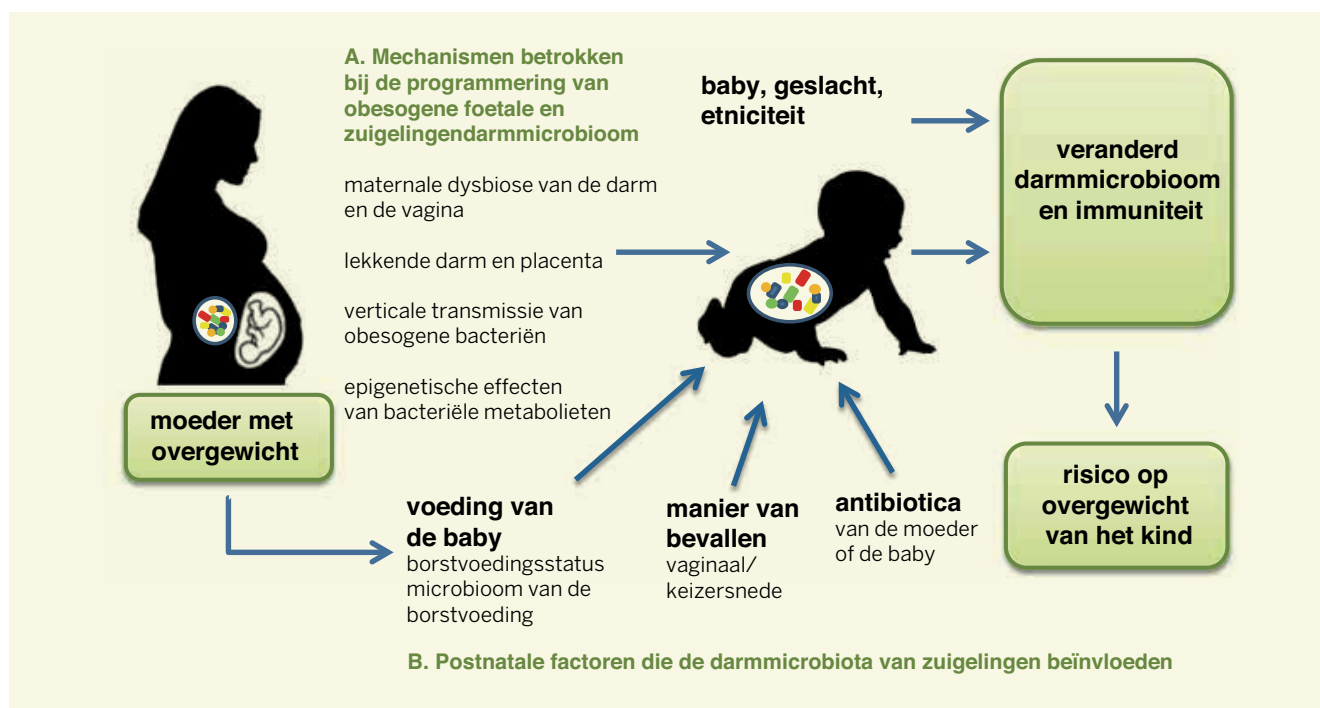 A. Mechanismen betrokken
bij de programmering van
obesogene foetale en
zuigelingendarmmicrobioom
maternale dysbiose van de darm
en de vagina
lekkende darm en placenta
verticale transmissie van
obesogene bacteriën
epigenetische effecten
van bacteriële metabolieten
moeder met
overgewicht
baby, geslacht,
etniciteit
veranderd
darmmicrobioom
en immuniteit
risico op
overgewicht
van het kind
voeding van
de baby
borstvoedingsstatus
microbioom van de
borstvoeding
manier van
bevallen
vaginaal/
keizersnede
antibiotica
van de moeder
of de baby
B. Postnatale factoren die de darmmicrobiota van zuigelingen beïnvloeden